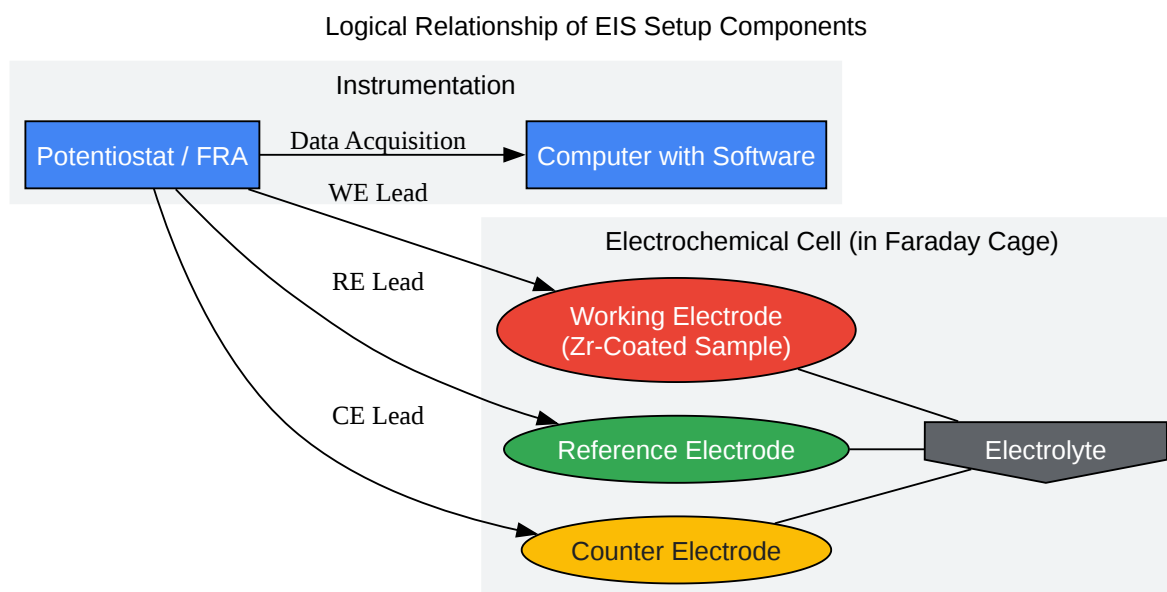 Logical Relationship of EIS Setup Components
Instrumentation
Potentiostat / FRA
Data Acquisition
Computer with Software
WE Lead
Electrochemical Cell (in Faraday Cage)
RE Lead
Working Electrode
(Zr-Coated Sample)
CE Lead
Reference Electrode
Electrolyte
Counter Electrode